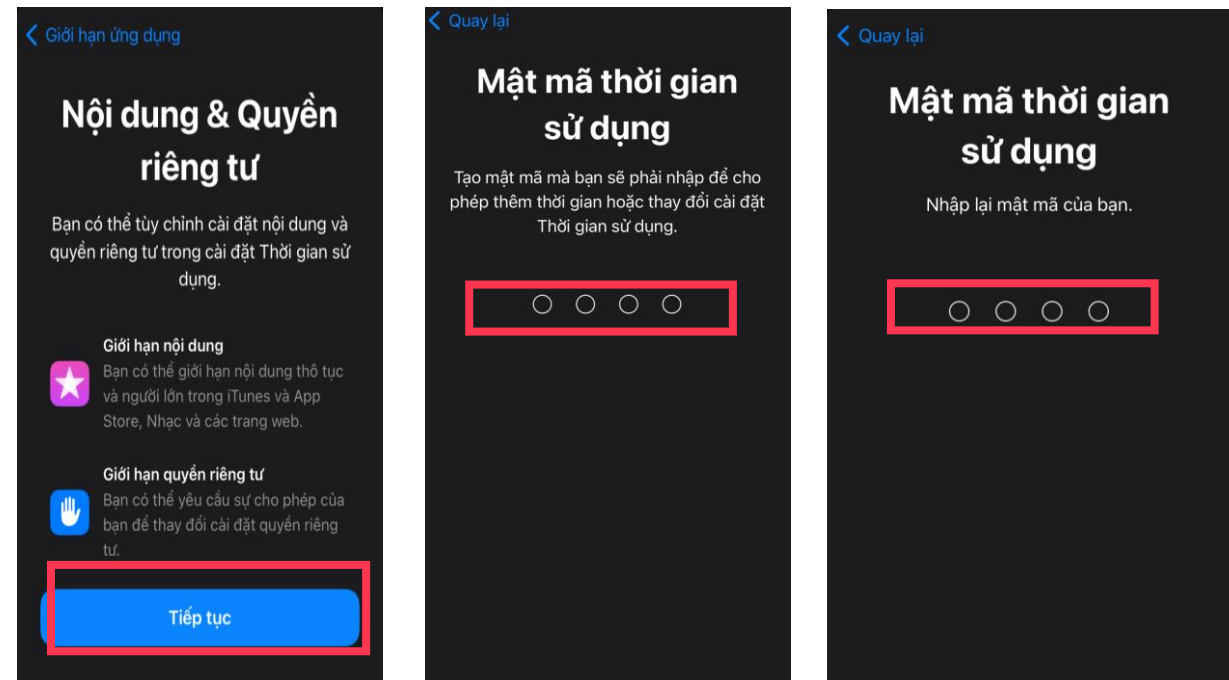 Giới hạn ứng dụng
Nội dung & Quyền
riêng tư
Bạn có thể tùy chỉnh cài đặt nội dung và
quyền riêng tư trong cài đặt Thời gian sử
dụng.
Giới hạn nội dung
Bạn có thể giới hạn nội dung thô tục
và người lớn trong iTunes và App
Store, Nhạc và các trang web.
Giới hạn quyền riêng tư
Bạn có thể yêu cầu sự cho phép của
bạn để thay đổi cài đặt quyền riêng
tư.
Tiếp tục
Quay lại
Mật mã thời gian
sử dụng
Tạo mật mã mà bạn sẽ phải nhập để cho
phép thêm thời gian hoặc thay đổi cài đặt
Thời gian sử dụng.
Quay lại
Mật mã thời gian
sử dụng
Nhập lại mật mã của bạn.